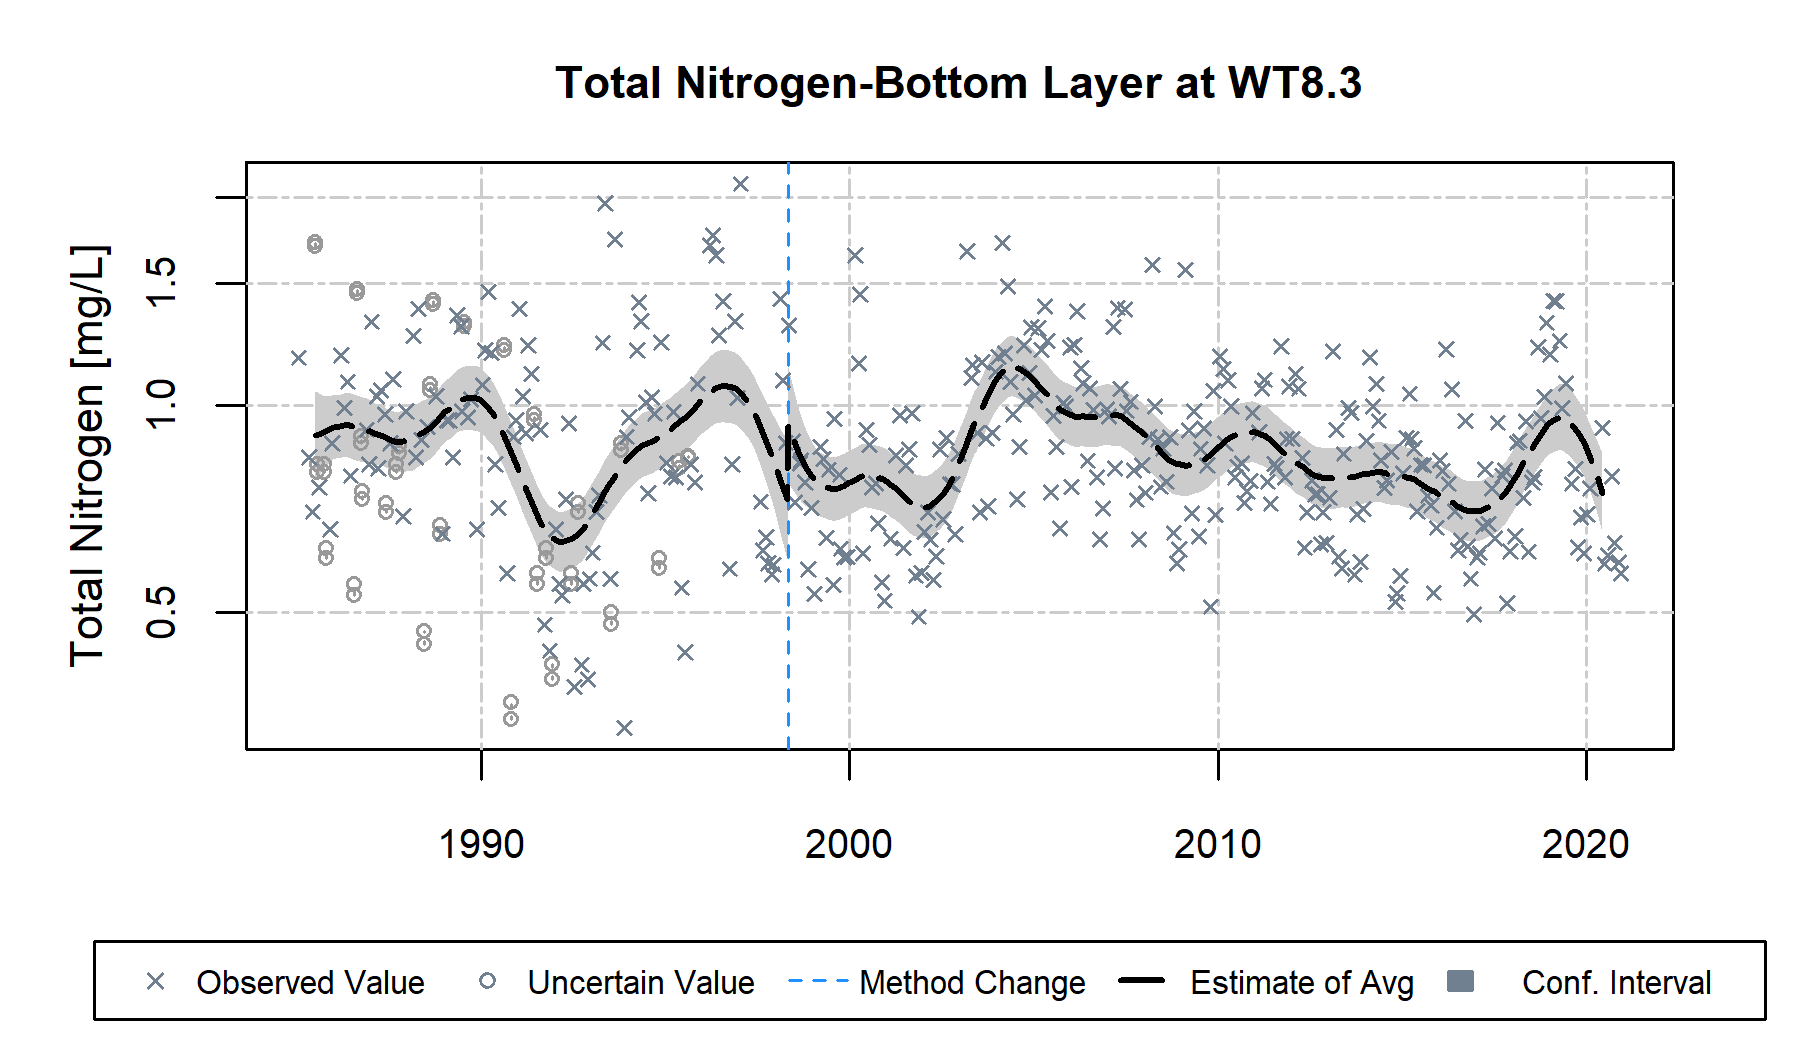 Total Nitrogen-Bottom Layer at WT8.3
Total Nitrogen [mg/L]
1.5
1.0
0.5
1990 2000 2010 2020
Observed Value Uncertain Value Method Change Estimate of Avg Conf. Interval